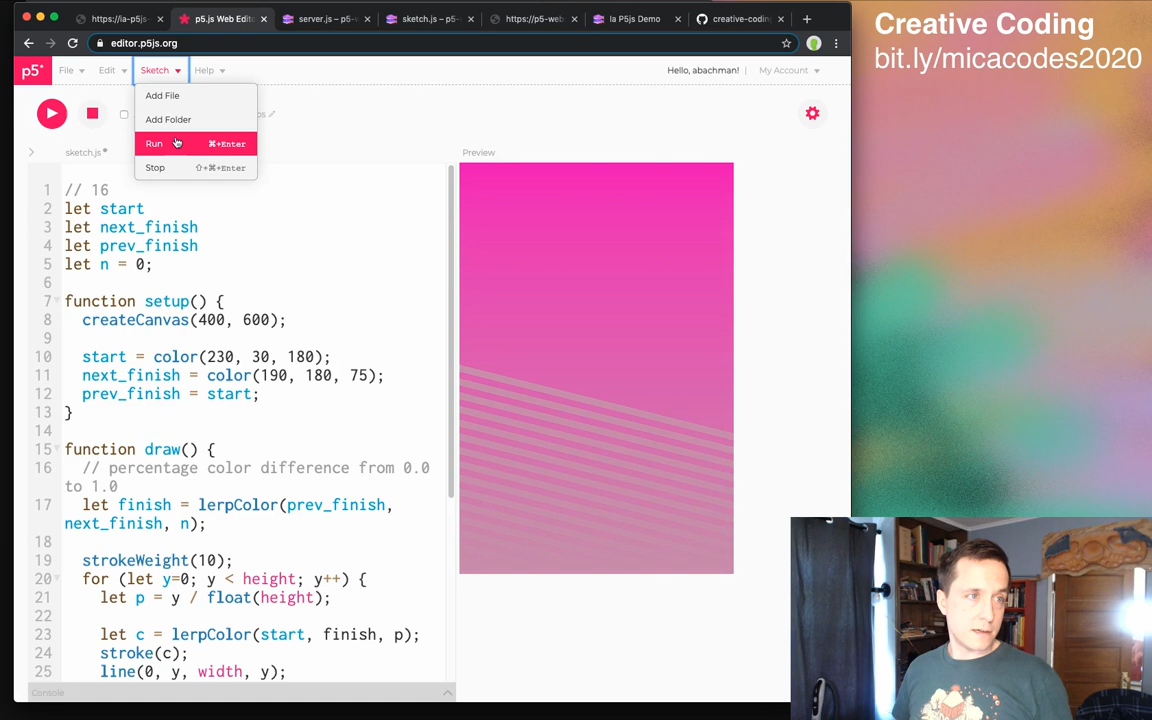 https://ia-p5js-
p5.js Web Edit
server.js – p5-
sketch.js – p5-
https://p5-web
Ia P5js Demo
creative-coding
Creative Coding
bit.ly/micacodes2020
editor.p5js.org
p5*
File
Edit
Sketch
Help
Hello, abachman!
My Account
Add File
Add Folder
Run
⌘+Enter
Stop
⇧+⌘+Enter
sketch.js
Preview
1 // 16
2 let start
3 let next_finish
4 let prev_finish
5 let n = 0;
6
7 function setup() {
8 createCanvas(400, 600);
9
10 start = color(230, 30, 180);
11 next_finish = color(190, 180, 75);
12 prev_finish = start;
13 }
14
15 function draw() {
16 // percentage color difference from 0.0
to 1.0
17 let finish = lerpColor(prev_finish,
next_finish, n);
18
19 strokeWeight(10);
20 for (let y=0; y < height; y++) {
21 let p = y / float(height);
22
23 let c = lerpColor(start, finish, p);
24 stroke(c);
25 line(0, y, width, y);
Console